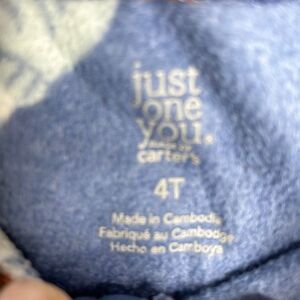 just
one
you.
made by
carter's
4T
Made in Cambodia
Fabriqué au Cambodge
Hecho en Camboya